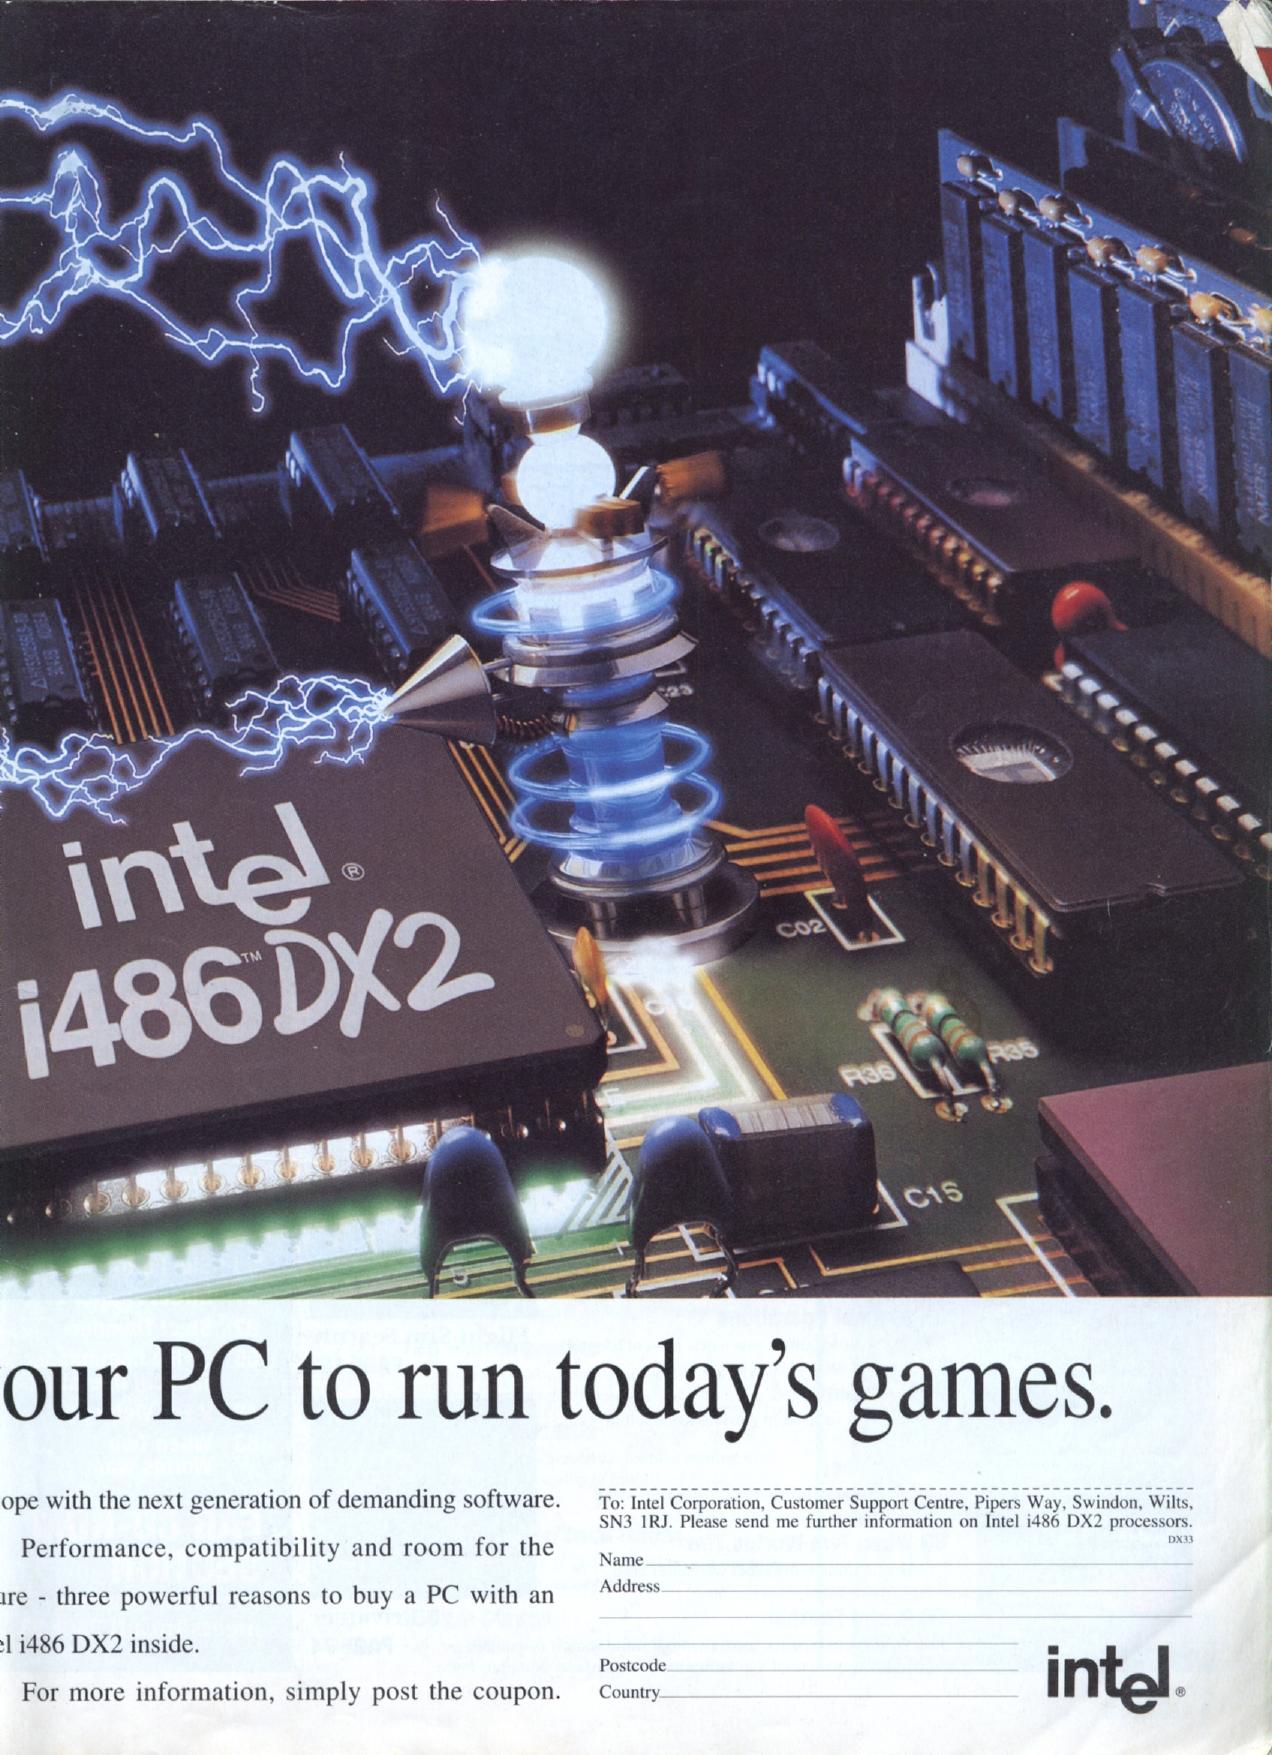 intel®
i486™DX2
C02
R36
R35
C15
our PC to run today's games.
ope with the next generation of demanding software.
Performance, compatibility and room for the
ure - three powerful reasons to buy a PC with an
el i486 DX2 inside.
For more information, simply post the coupon.
To: Intel Corporation, Customer Support Centre, Pipers Way, Swindon, Wilts,
SN3 1RJ. Please send me further information on Intel i486 DX2 processors.
DX33
Name
Address
Postcode
Country
intel®